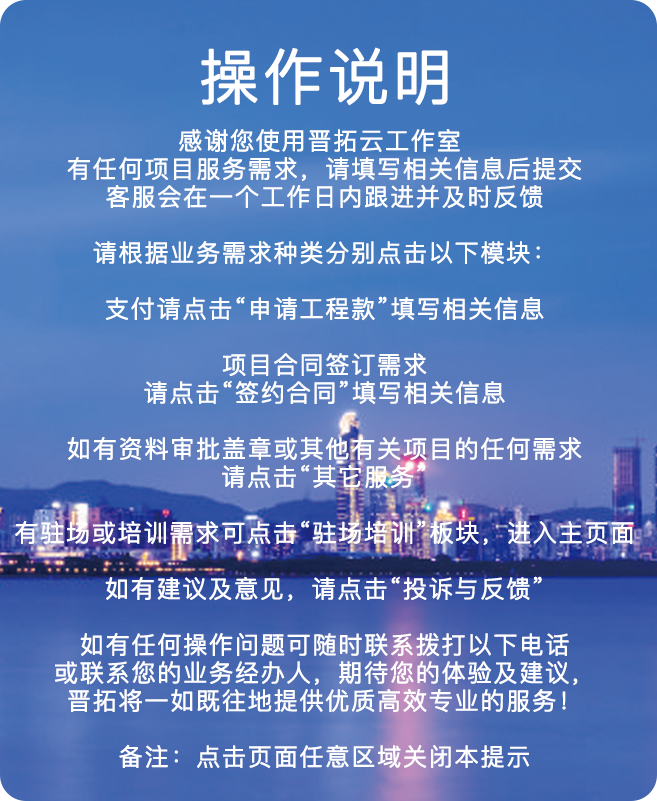 操作说明
感谢您使用晋拓云工作室
有任何项目服务需求，请填写相关信息后提交
客服会在一个工作日内跟进并及时反馈
请根据业务需求种类分别点击以下模块：
支付请点击“申请工程款”填写相关信息
项目合同签订需求
请点击“签约合同”填写相关信息
如有资料审批盖章或其他有关项目的任何需求
请点击“其它服务”
有驻场或培训需求可点击“驻场培训”板块，进入主页面
如有建议及意见，请点击“投诉与反馈”
如有任何操作问题可随时联系拨打以下电话
或联系您的业务经办人，期待您的体验及建议，
晋拓将一如既往地提供优质高效专业的服务！
备注：点击页面任意区域关闭本提示